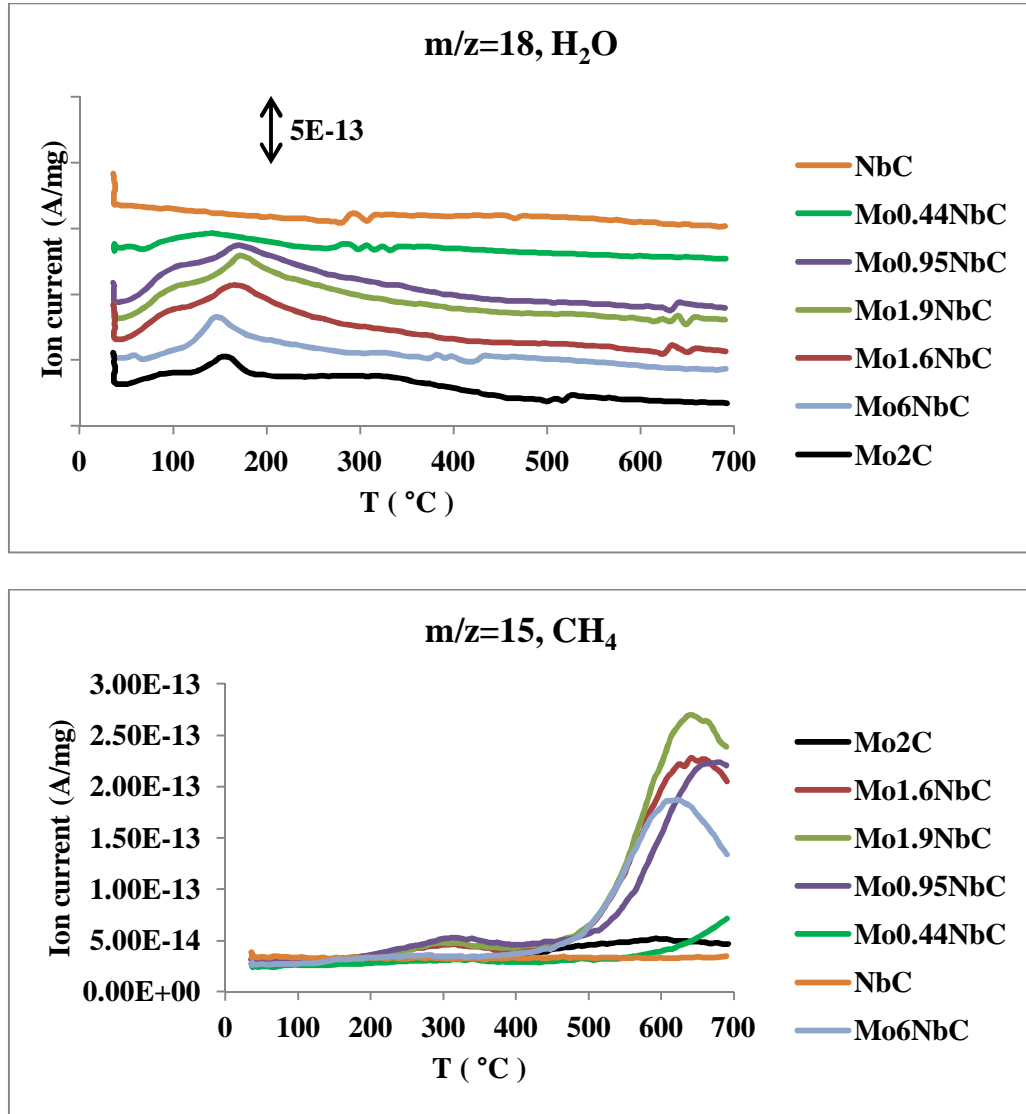 m/z=18, H₂O
5E-13
Ion current (A/mg)
0 100 200 300 400 500 600 700
T ( °C )
NbC
Mo0.44NbC
Mo0.95NbC
Mo1.9NbC
Mo1.6NbC
Mo6NbC
Mo2C
m/z=15, CH₄
3.00E-13
2.50E-13
2.00E-13
1.50E-13
1.00E-13
5.00E-14
0.00E+00
Ion current (A/mg)
0 100 200 300 400 500 600 700
T ( °C )
Mo2C
Mo1.6NbC
Mo1.9NbC
Mo0.95NbC
Mo0.44NbC
NbC
Mo6NbC